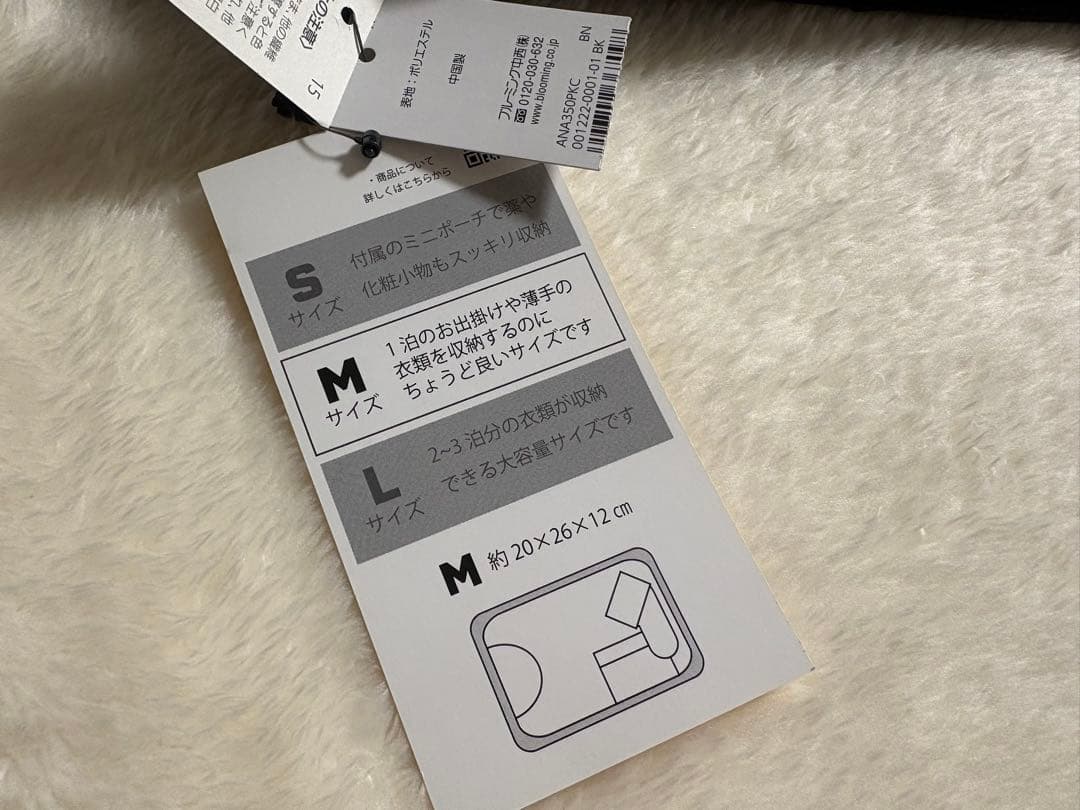 の注意)
15
表地：ポリエステル
中国製
ブルーミング中西(株)
0120-030-632
www.blooming.co.jp
ANA350PKC BN
001222-0001-01 BK
・商品について
詳しくはこちらから
S
サイズ
付属のミニポーチで薬や
化粧小物もスッキリ収納
M
サイズ
1泊のお出掛けや薄手の
衣類を収納するのに
ちょうど良いサイズです
L
サイズ
2~3泊分の衣類が収納
できる大容量サイズです
M 約20×26×12㎝